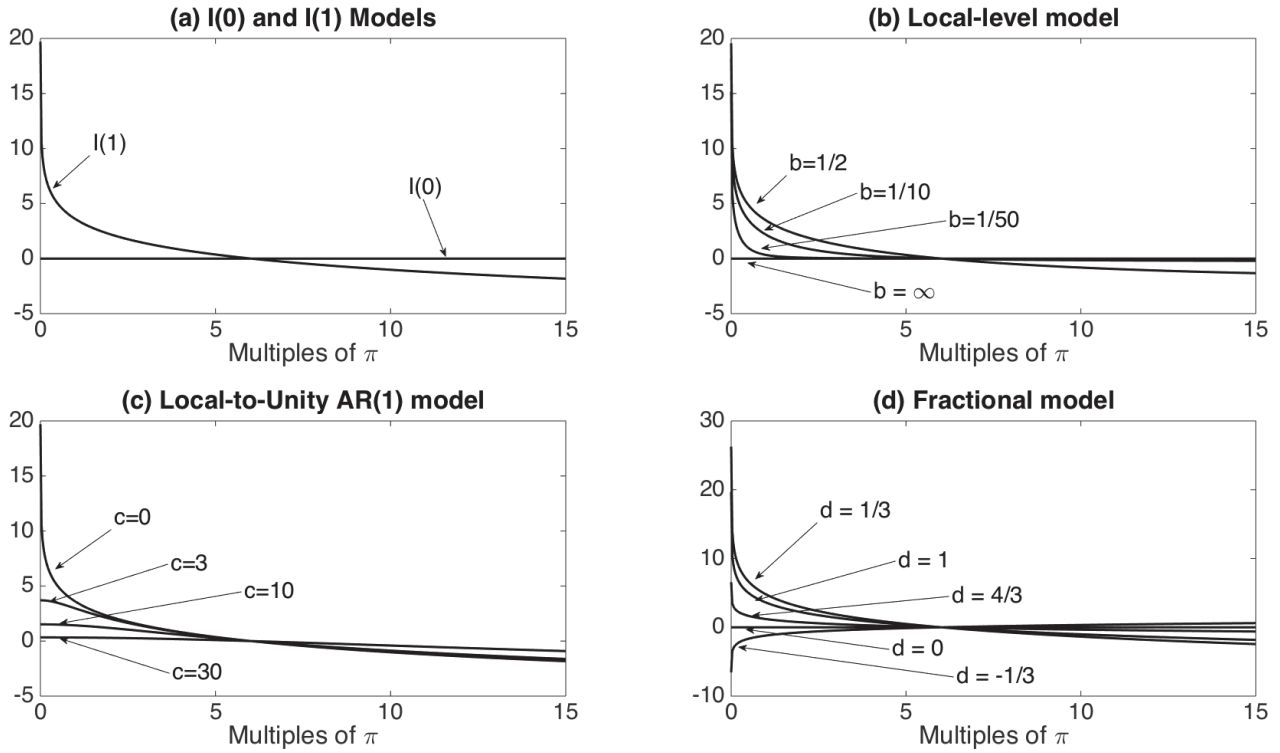 (a) I(0) and I(1) Models
20
15
10
5
0
-5
I(1)
I(0)
0 5 10 15
Multiples of π
(b) Local-level model
20
15
10
5
0
-5
b=1/2
b=1/10
b=1/50
b = ∞
0 5 10 15
Multiples of π
(c) Local-to-Unity AR(1) model
20
15
10
5
0
-5
c=0
c=3
c=10
c=30
0 5 10 15
Multiples of π
(d) Fractional model
30
20
10
0
-10
d = 1/3
d = 1
d = 4/3
d = 0
d = -1/3
0 5 10 15
Multiples of π